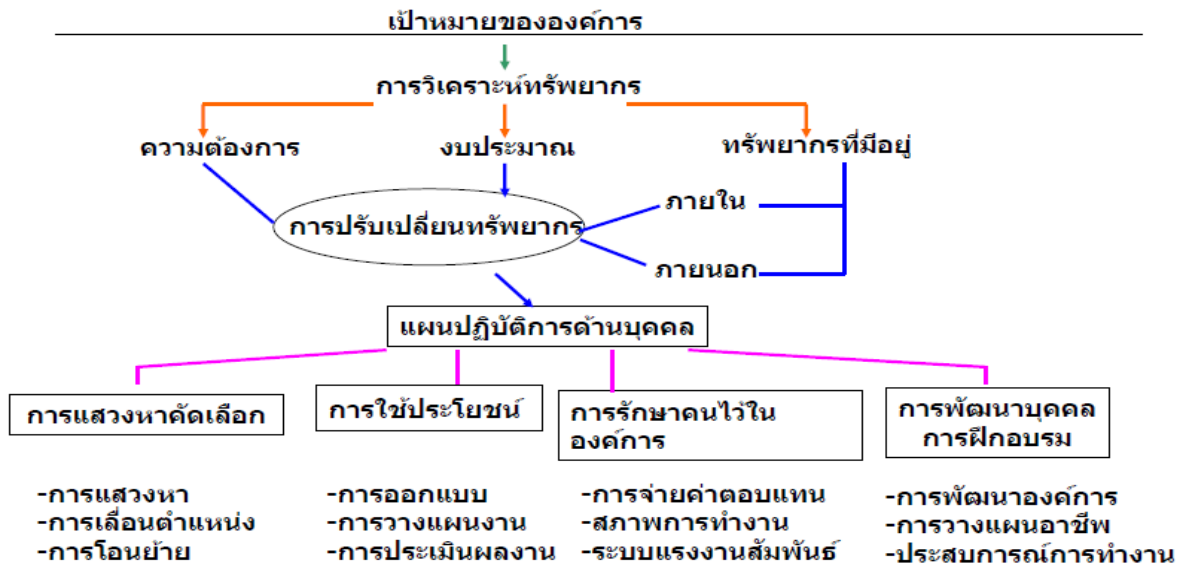 เป้าหมายขององค์การ
การวิเคราะห์ทรัพยากร
ความต้องการ
งบประมาณ
ทรัพยากรที่มีอยู่
ภายใน
การปรับเปลี่ยนทรัพยากร
ภายนอก
แผนปฏิบัติการด้านบุคคล
การแสวงหาคัดเลือก
-การแสวงหา
-การเลื่อนตำแหน่ง
-การโอนย้าย
การใช้ประโยชน์
-การออกแบบ
-การวางแผนงาน
-การประเมินผลงาน
การรักษาคนไว้ใน
องค์การ
-การจ่ายค่าตอบแทน
-สภาพการทำงาน
-ระบบแรงงานสัมพันธ์
การพัฒนาบุคคล
การฝึกอบรม
-การพัฒนาองค์การ
-การวางแผนอาชีพ
-ประสบการณ์การทำงาน